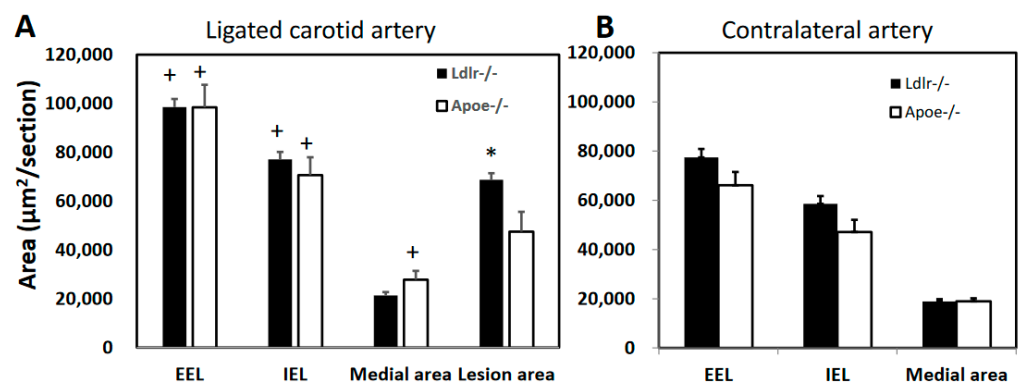 A
Ligated carotid artery
Area (μm²/section)
120,000
100,000
80,000
60,000
40,000
20,000
0
Ldlr-/-
Apoe-/-
+ +
+ +
+
*
EEL IEL Medial area Lesion area
B
Contralateral artery
120,000
100,000
80,000
60,000
40,000
20,000
0
Ldlr-/-
Apoe-/-
EEL IEL Medial area